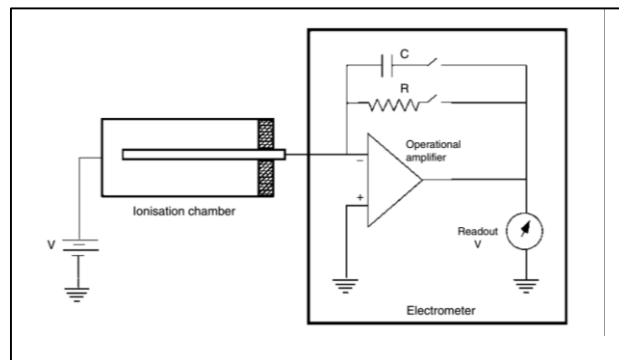 C
R
Operational
amplifier
−
+
Ionisation chamber
V
Readout
V
Electrometer